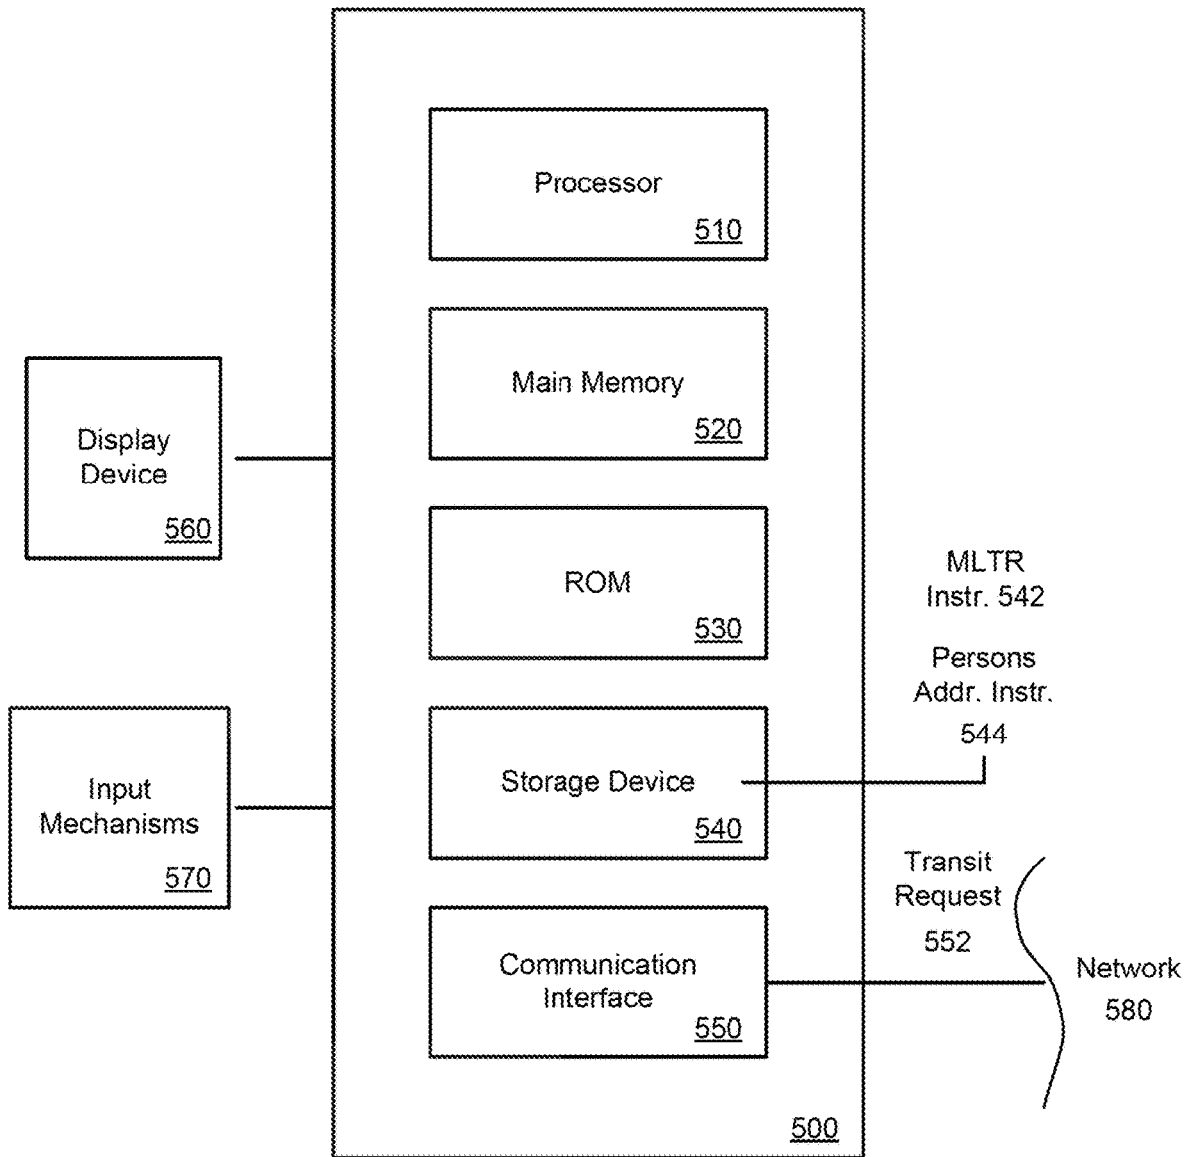 Processor
510
Main Memory
520
Display
Device
560
ROM
530
MLTR
Instr. 542
Persons
Addr. Instr.
544
Storage Device
540
Input
Mechanisms
570
Transit
Request
552
Communication
Interface
550
Network
580
500